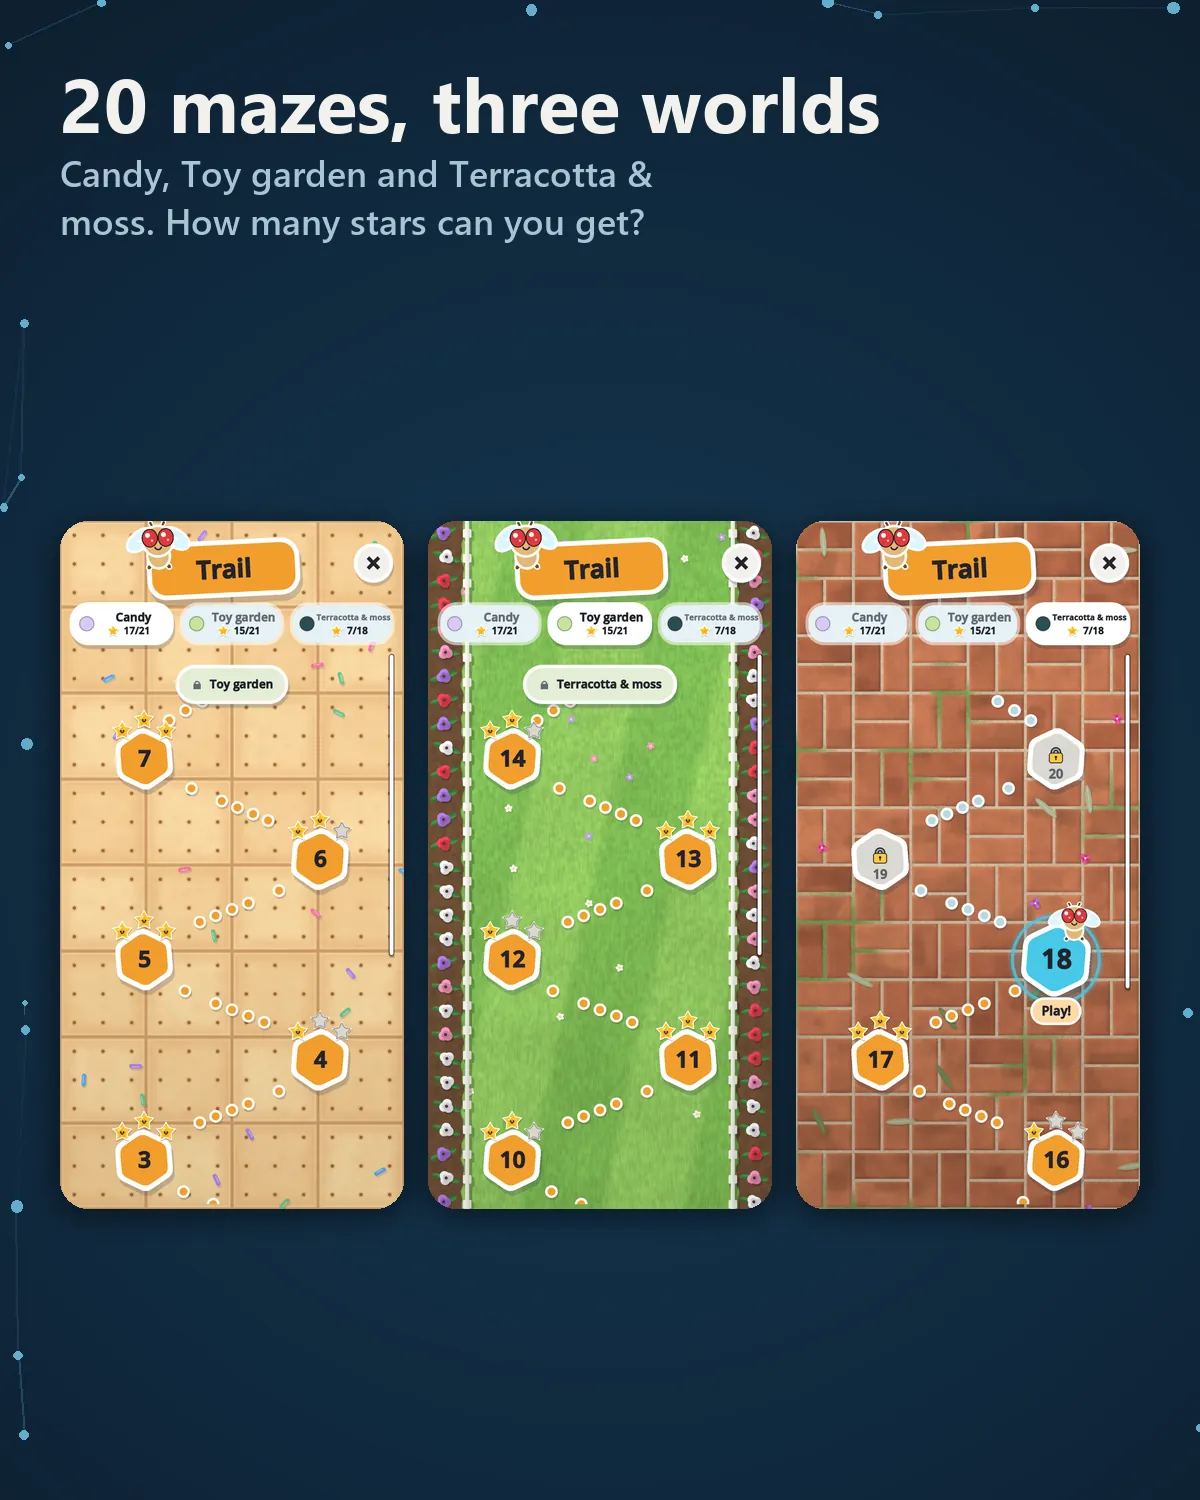 20 mazes, three worlds
Candy, Toy garden and Terracotta &
moss. How many stars can you get?
Trail
Candy
17/21
Toy garden
15/21
Terracotta & moss
7/18
Toy garden
7
6
5
4
3
Trail
Candy
17/21
Toy garden
15/21
Terracotta & moss
7/18
Terracotta & moss
14
13
12
11
10
Trail
Candy
17/21
Toy garden
15/21
Terracotta & moss
7/18
20
19
18
Play!
17
16